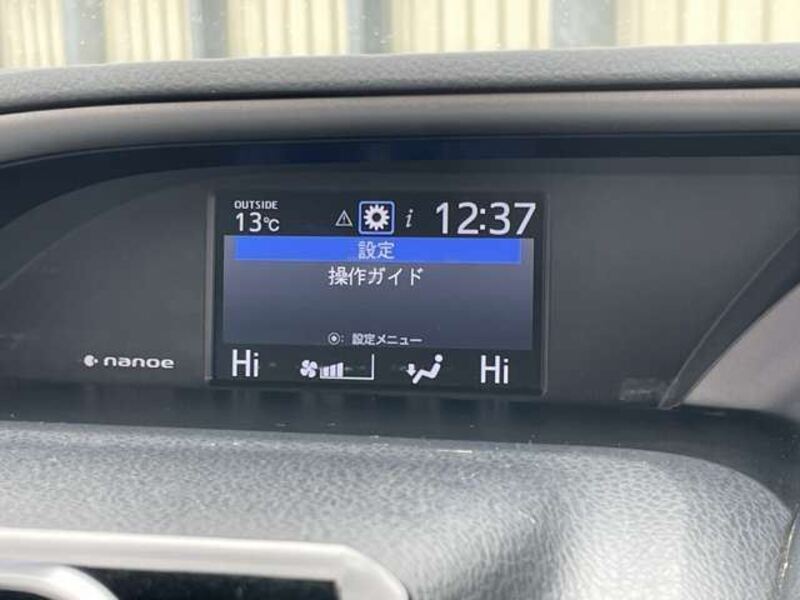 OUTSIDE
13℃
i
12:37
設定
操作ガイド
◉: 設定メニュー
nanoe
Hi
Hi